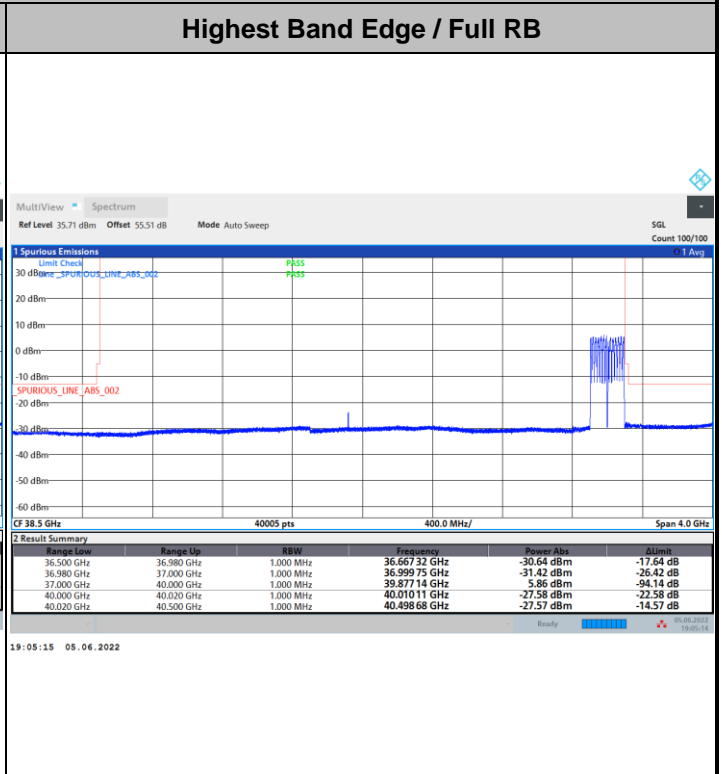 Highest Band Edge / Full RB
MultiView Spectrum
Ref Level 35.71 dBm Offset 55.51 dB Mode Auto Sweep SGL
Count 100/100
1 Spurious Emissions 1 Avg
Limit Check PASS
30 dBm Line _SPURIOUS_LINE_ABS_002 PASS
20 dBm
10 dBm
0 dBm
-10 dBm
_SPURIOUS_LINE_ABS_002
-20 dBm
-30 dBm
-40 dBm
-50 dBm
-60 dBm
CF 38.5 GHz 40005 pts 400.0 MHz/ Span 4.0 GHz
2 Result Summary
Range Low Range Up RBW Frequency Power Abs ΔLimit
36.500 GHz 36.980 GHz 1.000 MHz 36.667 32 GHz -30.64 dBm -17.64 dB
36.980 GHz 37.000 GHz 1.000 MHz 36.999 75 GHz -31.42 dBm -26.42 dB
37.000 GHz 40.000 GHz 1.000 MHz 39.877 14 GHz 5.86 dBm -94.14 dB
40.000 GHz 40.020 GHz 1.000 MHz 40.010 11 GHz -27.58 dBm -22.58 dB
40.020 GHz 40.500 GHz 1.000 MHz 40.498 68 GHz -27.57 dBm -14.57 dB
Ready 05.06.2022
19:05:14
19:05:15 05.06.2022